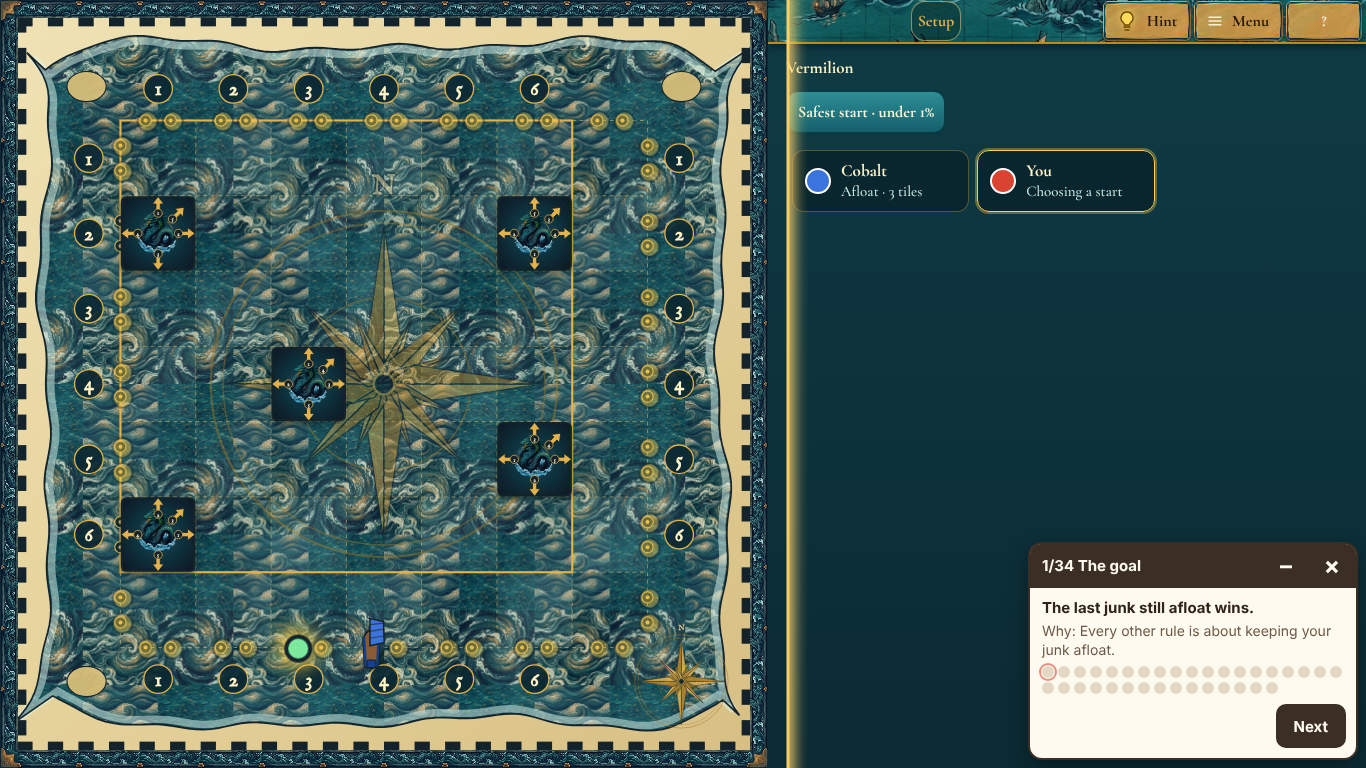 Setup
Hint
Menu
?
Vermilion
Safest start · under 1%
Cobalt
Afloat · 3 tiles
You
Choosing a start
1 2 3 4 5 6
1 1
N
2 2
3 3
4 4
5 5
6 6
N
1 2 3 4 5 6
1/34 The goal
The last junk still afloat wins.
Why: Every other rule is about keeping your
junk afloat.
Next